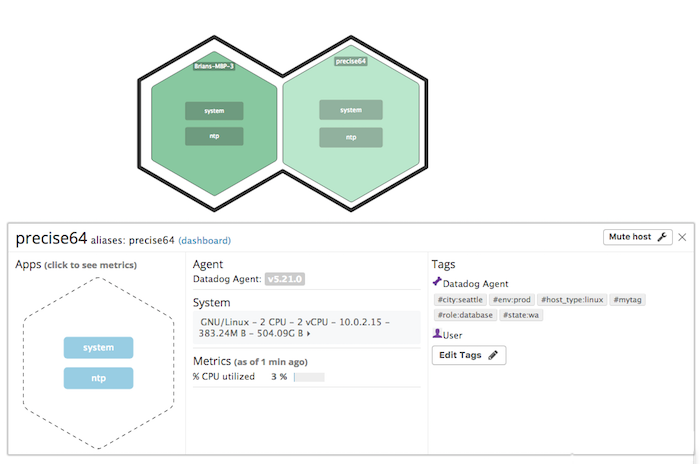 Brians-MBP-3
system
ntp
precise64
system
ntp
precise64 aliases: precise64 (dashboard)
Mute host
Apps (click to see metrics)
system
ntp
Agent
Datadog Agent: v5.21.0
System
GNU/Linux – 2 CPU – 2 vCPU – 10.0.2.15 –
383.24M B – 504.09G B
Metrics (as of 1 min ago)
% CPU utilized 3 %
Tags
Datadog Agent
#city:seattle #env:prod #host_type:linux #mytag
#role:database #state:wa
User
Edit Tags